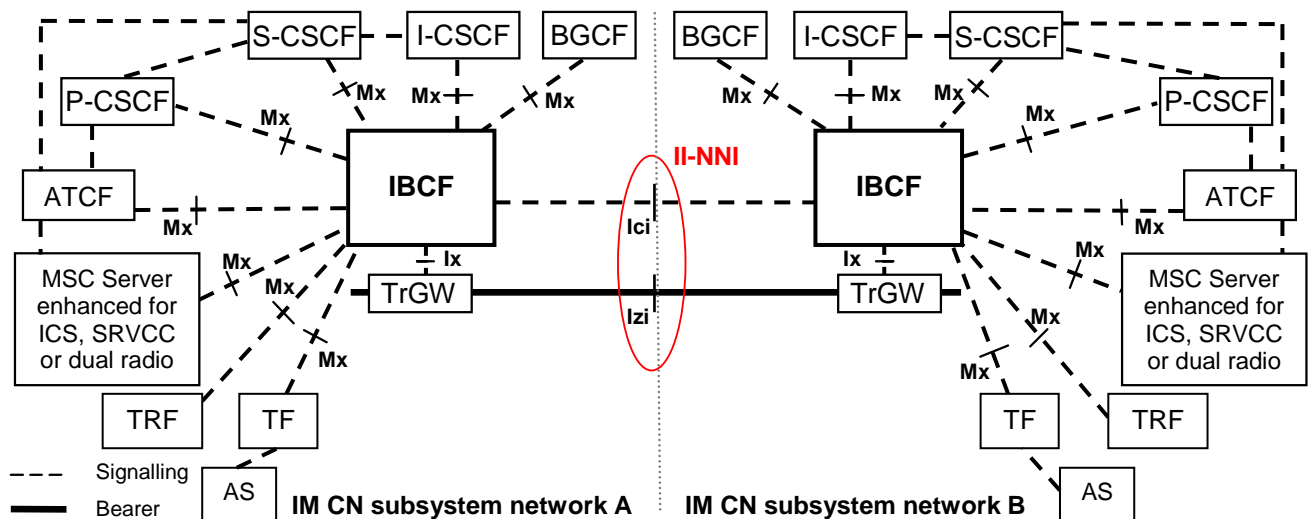 S-CSCF
I-CSCF
BGCF
BGCF
I-CSCF
S-CSCF
Mx
Mx
Mx
Mx
Mx
Mx
P-CSCF
P-CSCF
Mx
Mx
II-NNI
IBCF
IBCF
ATCF
ATCF
Mx
Mx
Ici
Mx
Mx
Ix
Ix
MSC Server
enhanced for
ICS, SRVCC
or dual radio
MSC Server
enhanced for
ICS, SRVCC
or dual radio
TrGW
TrGW
Mx
Izi
Mx
Mx
Mx
TRF
TF
TF
TRF
Signalling
AS
AS
Bearer
IM CN subsystem network A
IM CN subsystem network B